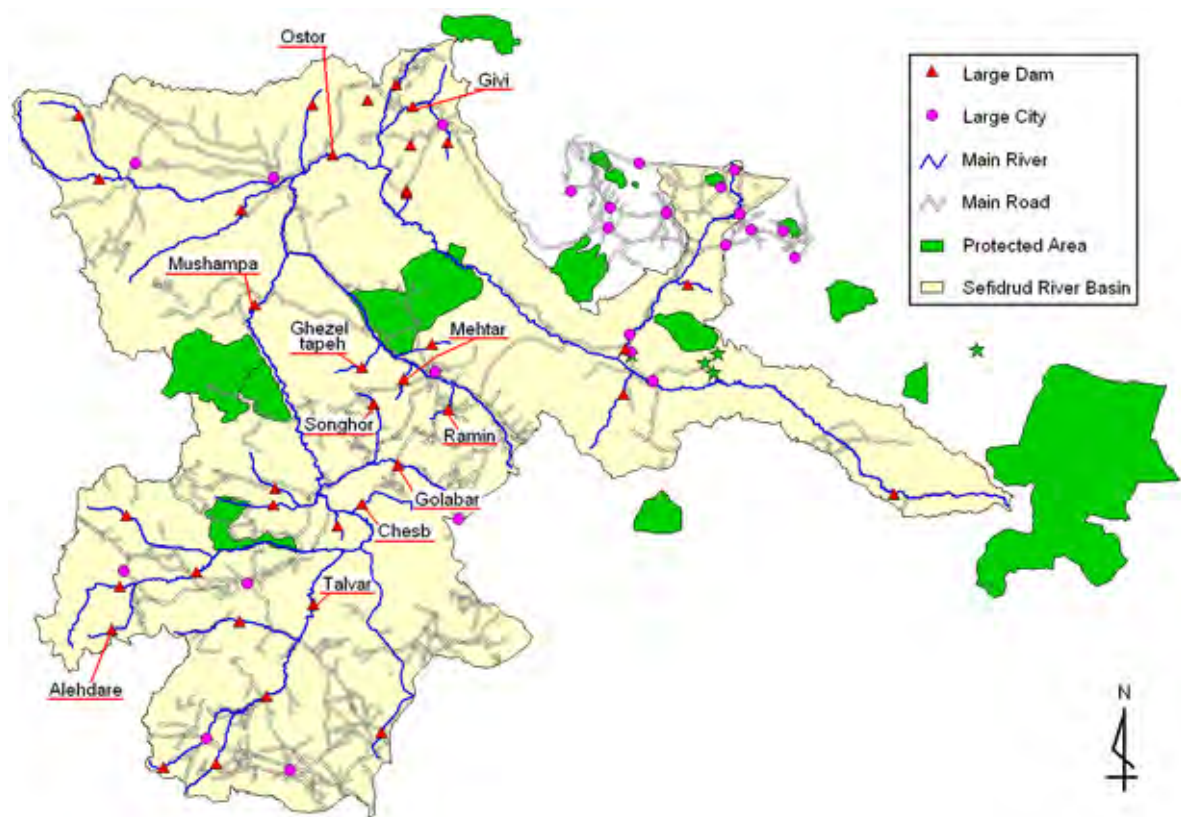 Ostor
Givi
Large Dam
Large City
Main River
Main Road
Protected Area
Sefidrud River Basin
Mushampa
Ghezel
tapeh
Mehtar
Songhor
Ramin
Golabar
Chesb
Talvar
Alehdare
N